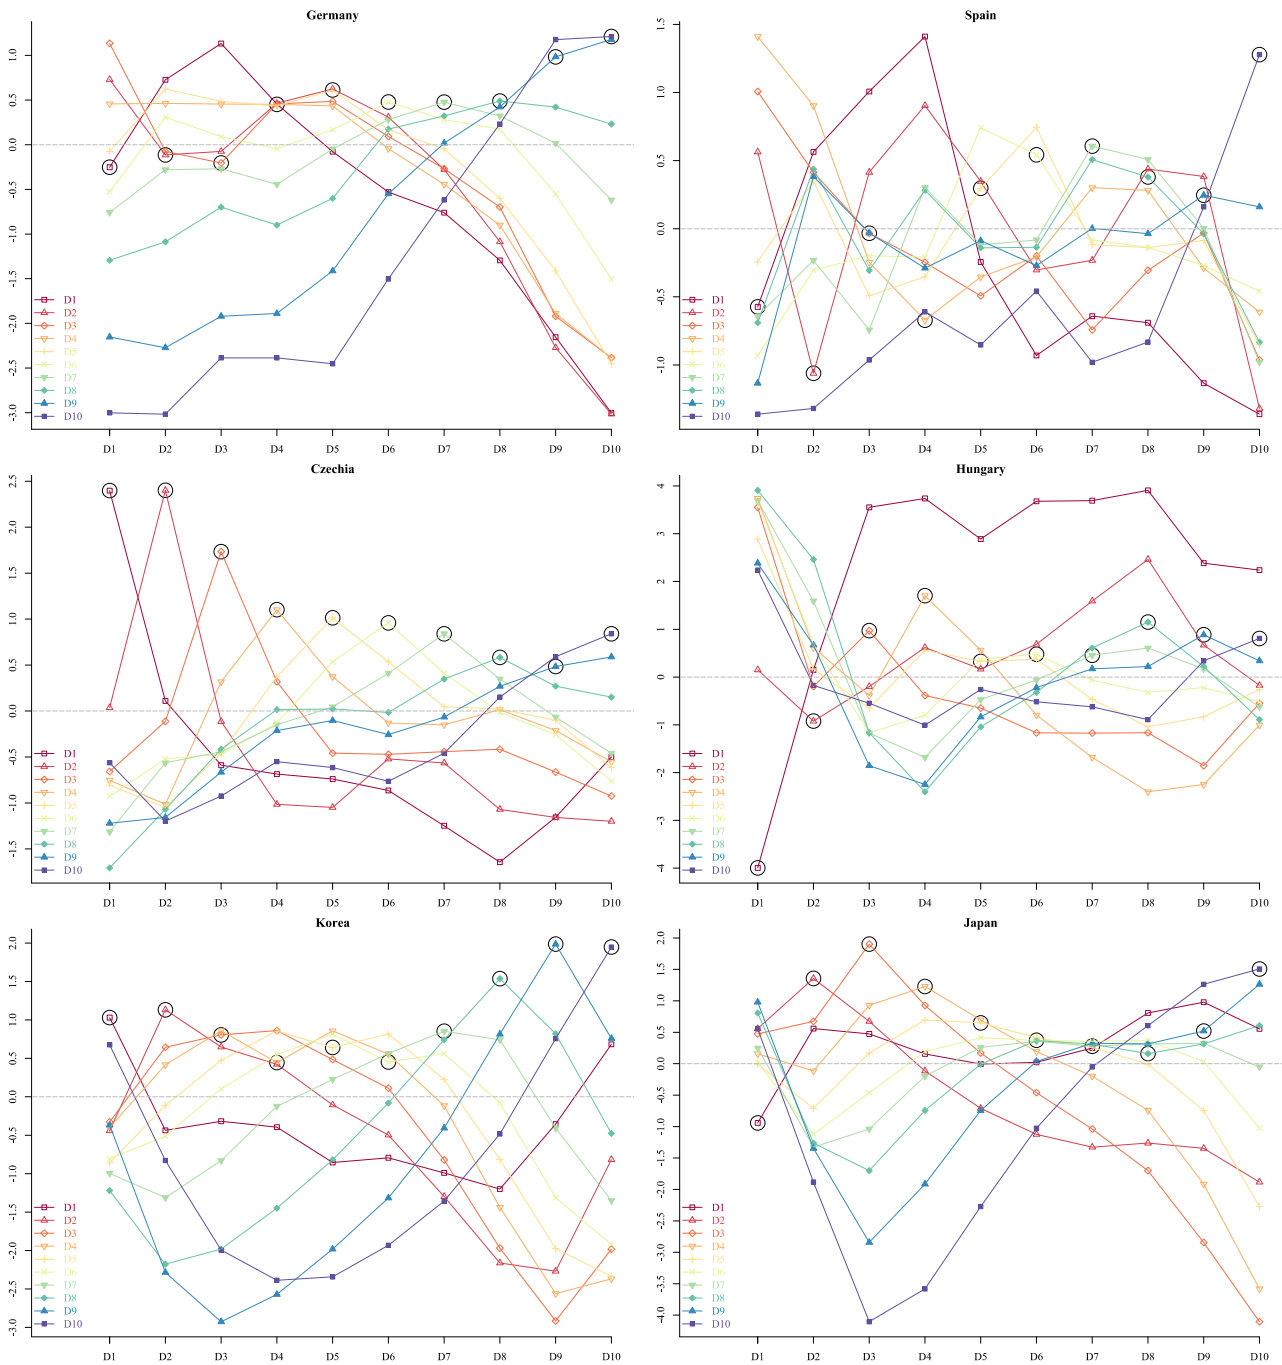 Germany
1.0
0.5
0.0
-0.5
-1.0
-1.5
-2.0
-2.5
-3.0
D1
D2
D3
D4
D5
D6
D7
D8
D9
D10
D1 D2 D3 D4 D5 D6 D7 D8 D9 D10
Spain
1.5
1.0
0.5
0.0
-0.5
-1.0
D1
D2
D3
D4
D5
D6
D7
D8
D9
D10
D1 D2 D3 D4 D5 D6 D7 D8 D9 D10
Czechia
2.5
2.0
1.5
1.0
0.5
0.0
-0.5
-1.0
-1.5
D1
D2
D3
D4
D5
D6
D7
D8
D9
D10
D1 D2 D3 D4 D5 D6 D7 D8 D9 D10
Hungary
4
3
2
1
0
-1
-2
-3
-4
D1
D2
D3
D4
D5
D6
D7
D8
D9
D10
D1 D2 D3 D4 D5 D6 D7 D8 D9 D10
Korea
2.0
1.5
1.0
0.5
0.0
-0.5
-1.0
-1.5
-2.0
-2.5
-3.0
D1
D2
D3
D4
D5
D6
D7
D8
D9
D10
D1 D2 D3 D4 D5 D6 D7 D8 D9 D10
Japan
2.0
1.5
1.0
0.5
0.0
-0.5
-1.0
-1.5
-2.0
-2.5
-3.0
-3.5
-4.0
D1
D2
D3
D4
D5
D6
D7
D8
D9
D10
D1 D2 D3 D4 D5 D6 D7 D8 D9 D10